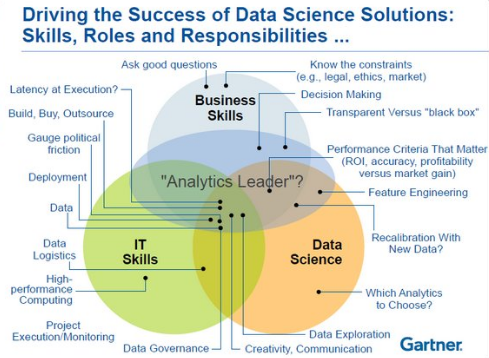 Driving the Success of Data Science Solutions:
Skills, Roles and Responsibilities ...
Ask good questions
Know the constraints
(e.g., legal, ethics, market)
Latency at Execution?
Business
Skills
Decision Making
Build, Buy, Outsource
Transparent Versus "black box"
Gauge political
friction
Performance Criteria That Matter
(ROI, accuracy, profitability
versus market gain)
Deployment
"Analytics Leader"?
Feature Engineering
Data
Recalibration With
New Data?
Data
Logistics
IT
Skills
Data
Science
High-
performance
Computing
Which Analytics
to Choose?
Project
Execution/Monitoring
Data Exploration
Data Governance
Creativity, Communication
Gartner.